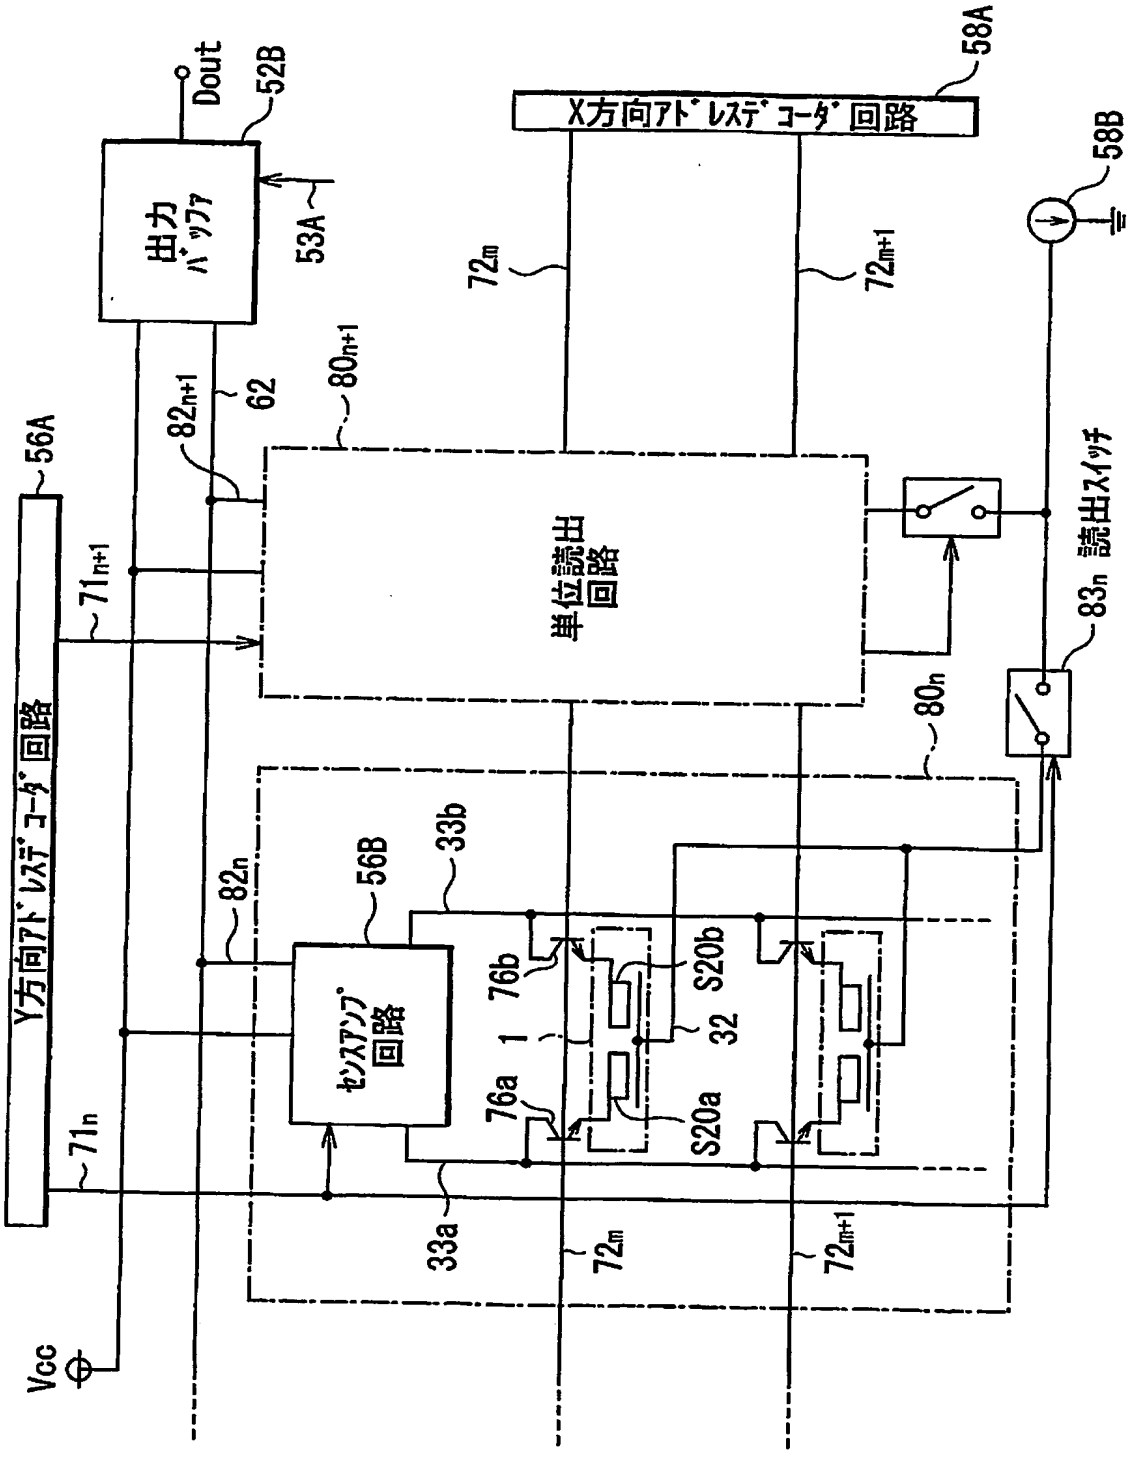 Vcc
Y方向アドレスデコーダ回路
56A
71n
71n+1
出力
バッファ
52B
Dout
53A
62
82n
82n+1
センスアンプ
回路
56B
33a
33b
76a
76b
1
S20a
S20b
32
72m
72m+1
80n
単位読出
回路
80n+1
72m
72m+1
X方向アドレスデコーダ回路
58A
58B
83n 読出スイッチ